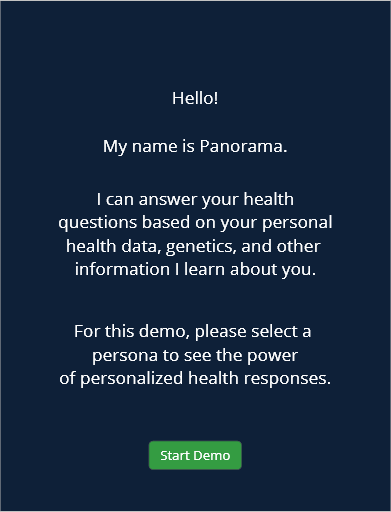 Hello!
My name is Panorama.
I can answer your health
questions based on your personal
health data, genetics, and other
information I learn about you.
For this demo, please select a
persona to see the power
of personalized health responses.
Start Demo